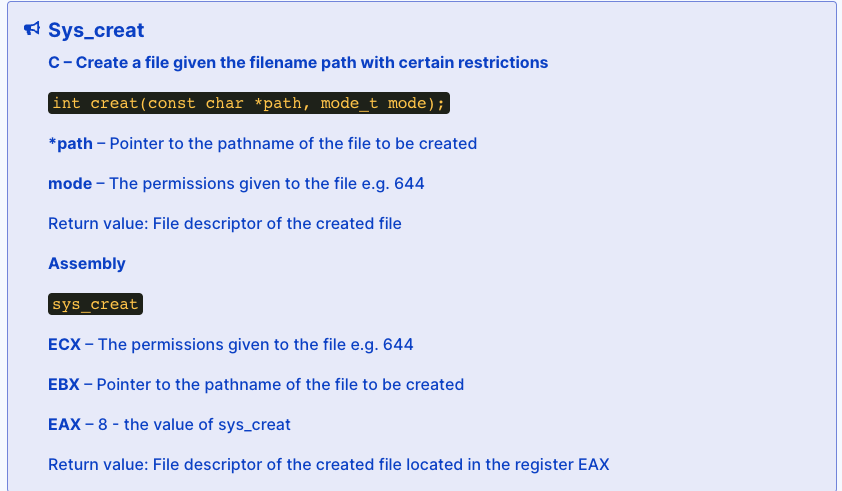 Sys_creat
C – Create a file given the filename path with certain restrictions
int creat(const char *path, mode_t mode);
*path – Pointer to the pathname of the file to be created
mode – The permissions given to the file e.g. 644
Return value: File descriptor of the created file
Assembly
sys_creat
ECX – The permissions given to the file e.g. 644
EBX – Pointer to the pathname of the file to be created
EAX – 8 - the value of sys_creat
Return value: File descriptor of the created file located in the register EAX